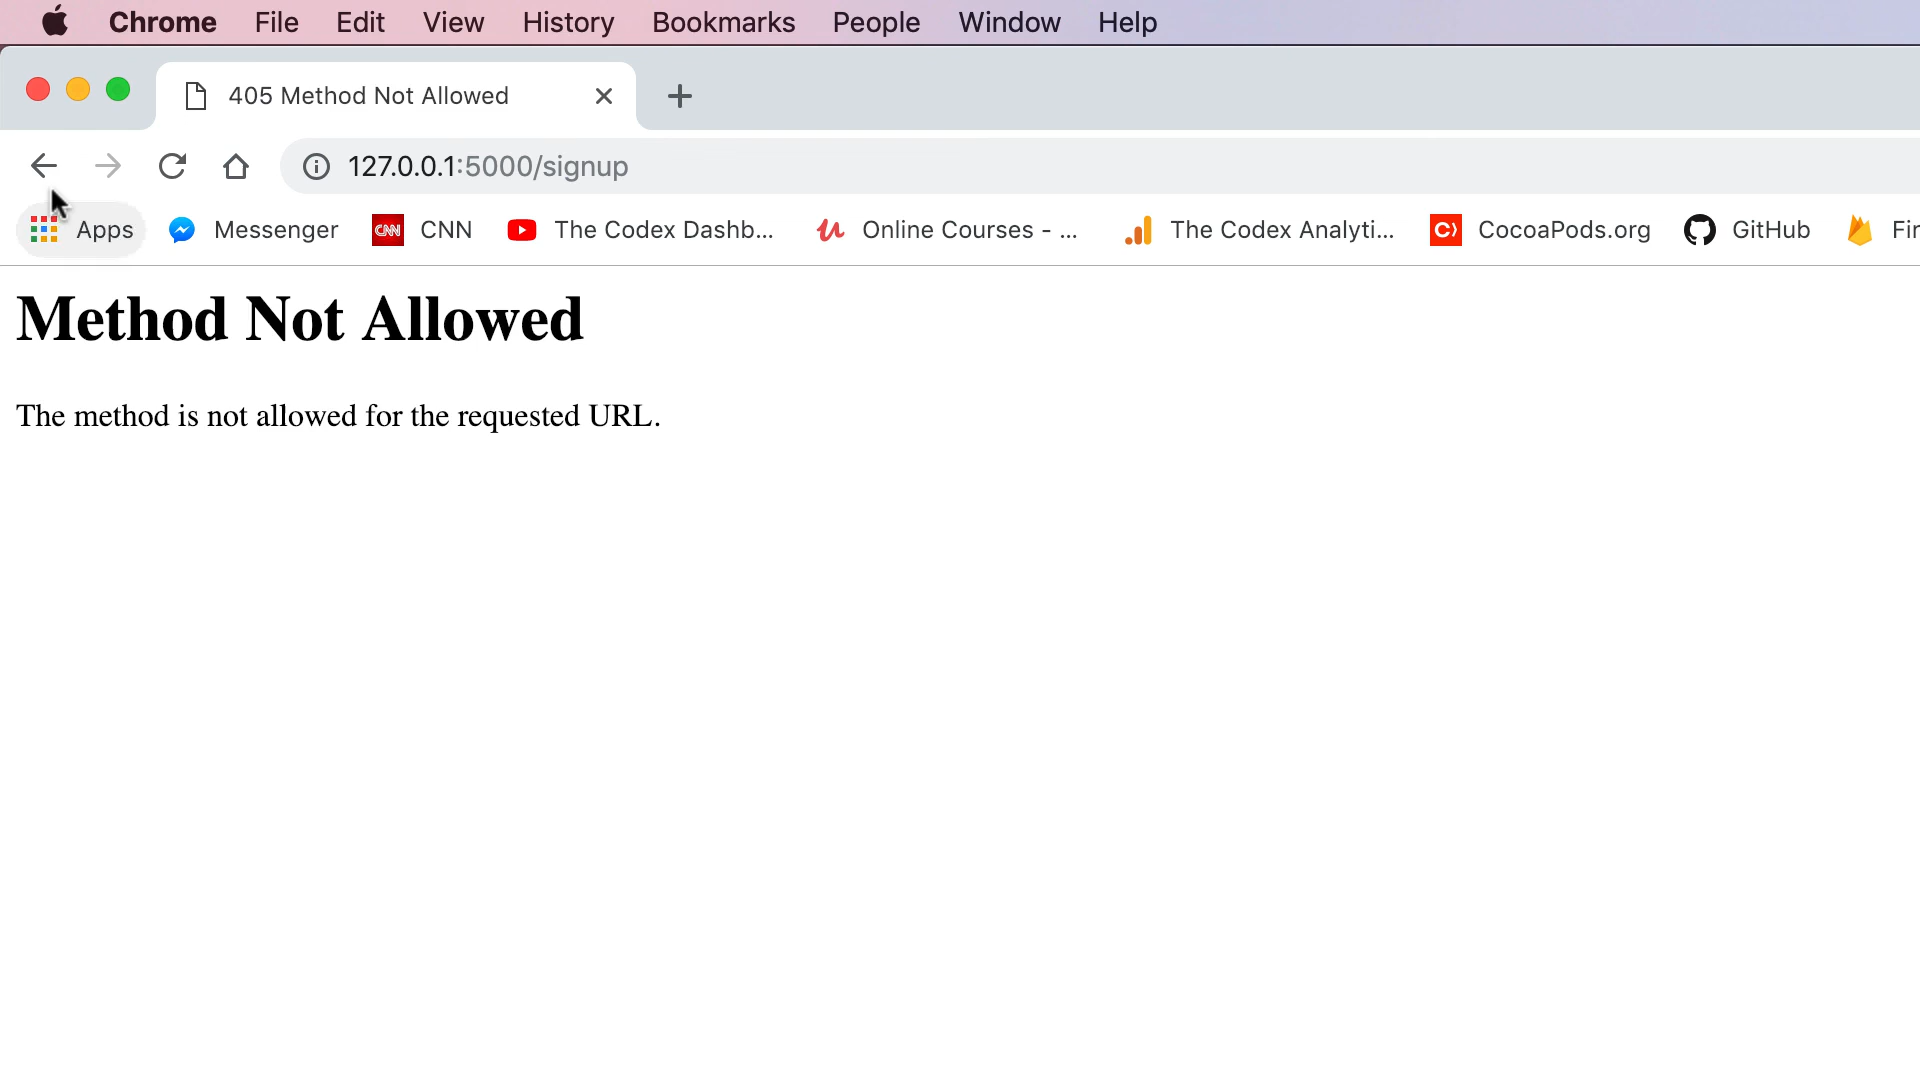 Chrome File Edit View History Bookmarks People Window Help
405 Method Not Allowed
127.0.0.1:5000/signup
Apps Messenger CNN CNN The Codex Dashb... Online Courses - ... The Codex Analyti... CocoaPods.org GitHub Fir
Method Not Allowed
The method is not allowed for the requested URL.